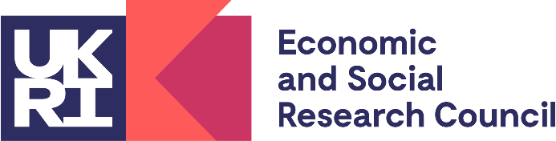 UK
RI
Economic
and Social
Research Council